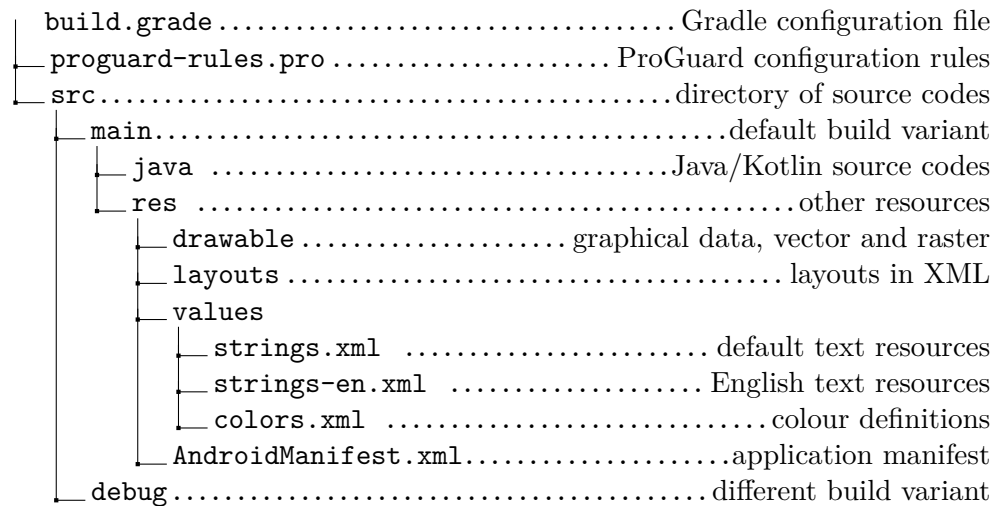 build.grade........................................Gradle configuration file
proguard-rules.pro.......................ProGuard configuration rules
src.................................................directory of source codes
main.................................................default build variant
java.......................................Java/Kotlin source codes
res...................................................other resources
drawable.......................graphical data, vector and raster
layouts..........................................layouts in XML
values
strings.xml..........................default text resources
strings-en.xml......................English text resources
colors.xml.................................colour definitions
AndroidManifest.xml.......................application manifest
debug..............................................different build variant